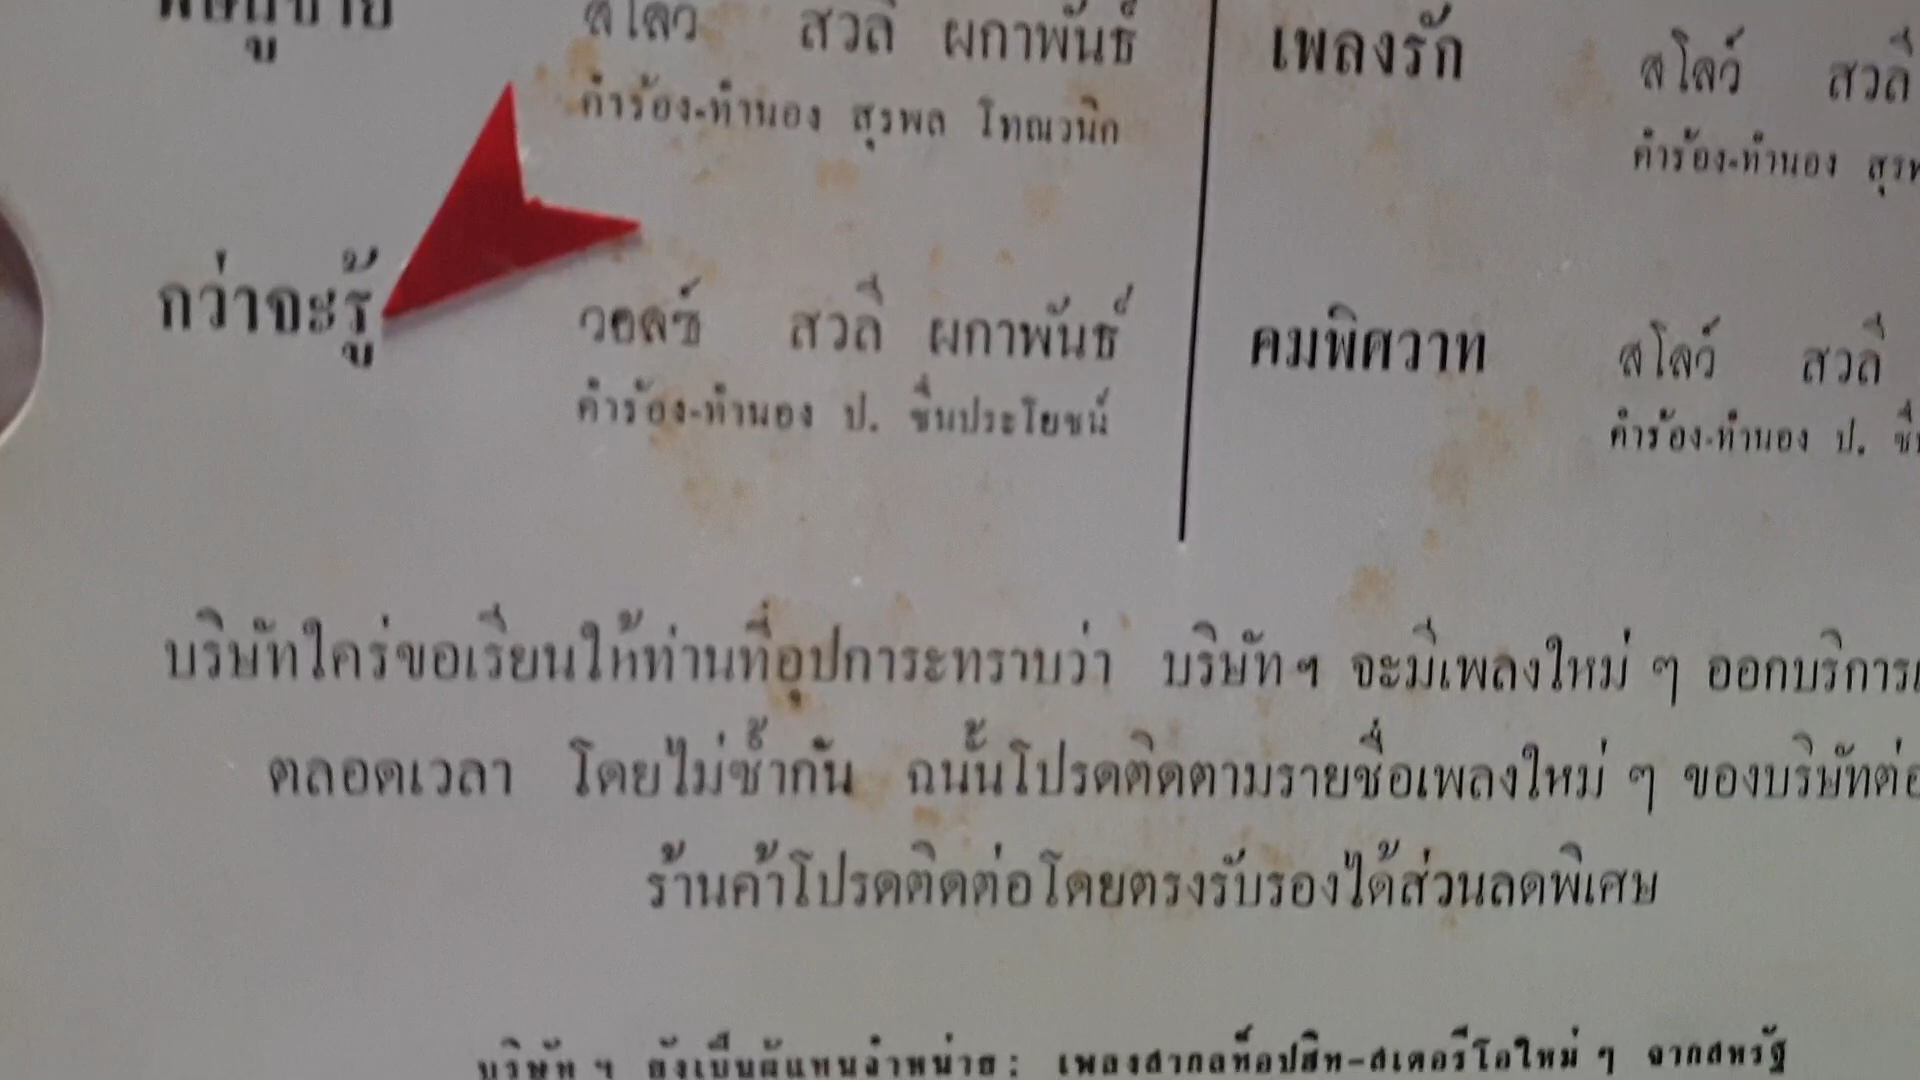 สโลว์ สวลี ผกาพันธ์
คำร้อง-ทำนอง สุรพล โทณวนิก
กว่าจะรู้ วอลซ์ สวลี ผกาพันธ์
คำร้อง-ทำนอง ป. ชื่นประโยชน์
เพลงรัก สโลว์ สวลี
คำร้อง-ทำนอง
คมพิศวาท สโลว์ สวลี
คำร้อง-ทำนอง ป.
บริษัทใคร่ขอเรียนให้ท่านที่อุปการะทราบว่า บริษัทฯ จะมีเพลงใหม่ ๆ ออกบริการ
ตลอดเวลา โดยไม่ซ้ำกัน ฉนั้นโปรดติดตามรายชื่อเพลงใหม่ ๆ ของบริษัทต่อ
ร้านค้าโปรดติดต่อโดยตรงรับรองได้ส่วนลดพิเศษ
บริษัท ฯ ยังเป็นผู้แทนจำหน่าย : เพลงสากลท็อปฮิท-สเตอรีโอใหม่ ๆ จากสหรัฐ